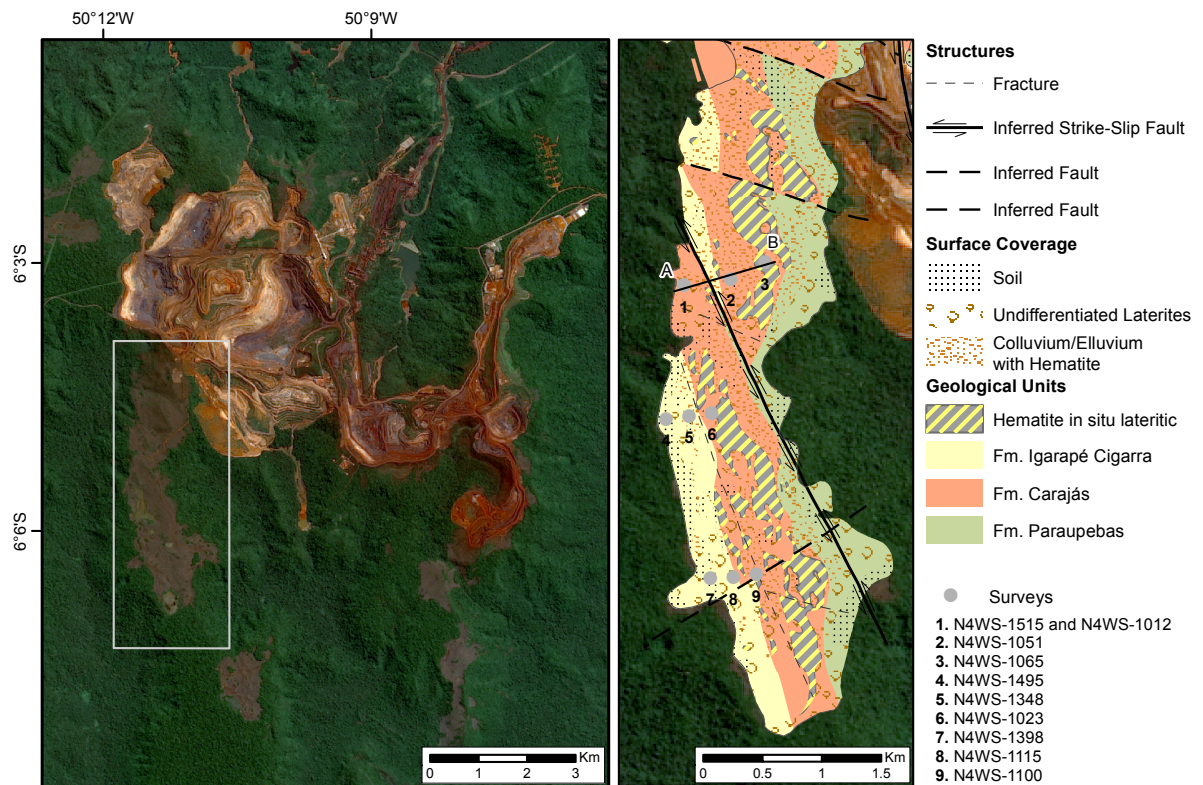 50°12'W
50°9'W
6°3'S
6°6'S
Km
0 1 2 3
A
B
1
2
3
4
5
6
7
8
9
Km
0 0.5 1 1.5
Structures
Fracture
Inferred Strike-Slip Fault
Inferred Fault
Inferred Fault
Surface Coverage
Soil
Undifferentiated Laterites
Colluvium/Elluvium
with Hematite
Geological Units
Hematite in situ lateritic
Fm. Igarapé Cigarra
Fm. Carajás
Fm. Paraupebas
Surveys
1. N4WS-1515 and N4WS-1012
2. N4WS-1051
3. N4WS-1065
4. N4WS-1495
5. N4WS-1348
6. N4WS-1023
7. N4WS-1398
8. N4WS-1115
9. N4WS-1100